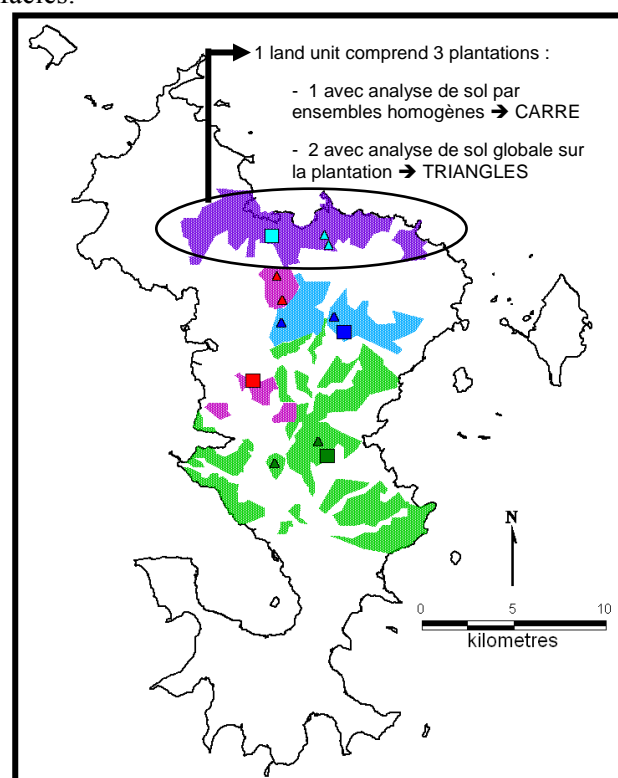 facies.
1 land unit comprend 3 plantations :
- 1 avec analyse de sol par
ensembles homogènes ➔ CARRE
- 2 avec analyse de sol globale sur
la plantation ➔ TRIANGLES
N
0 5 10
kilometres